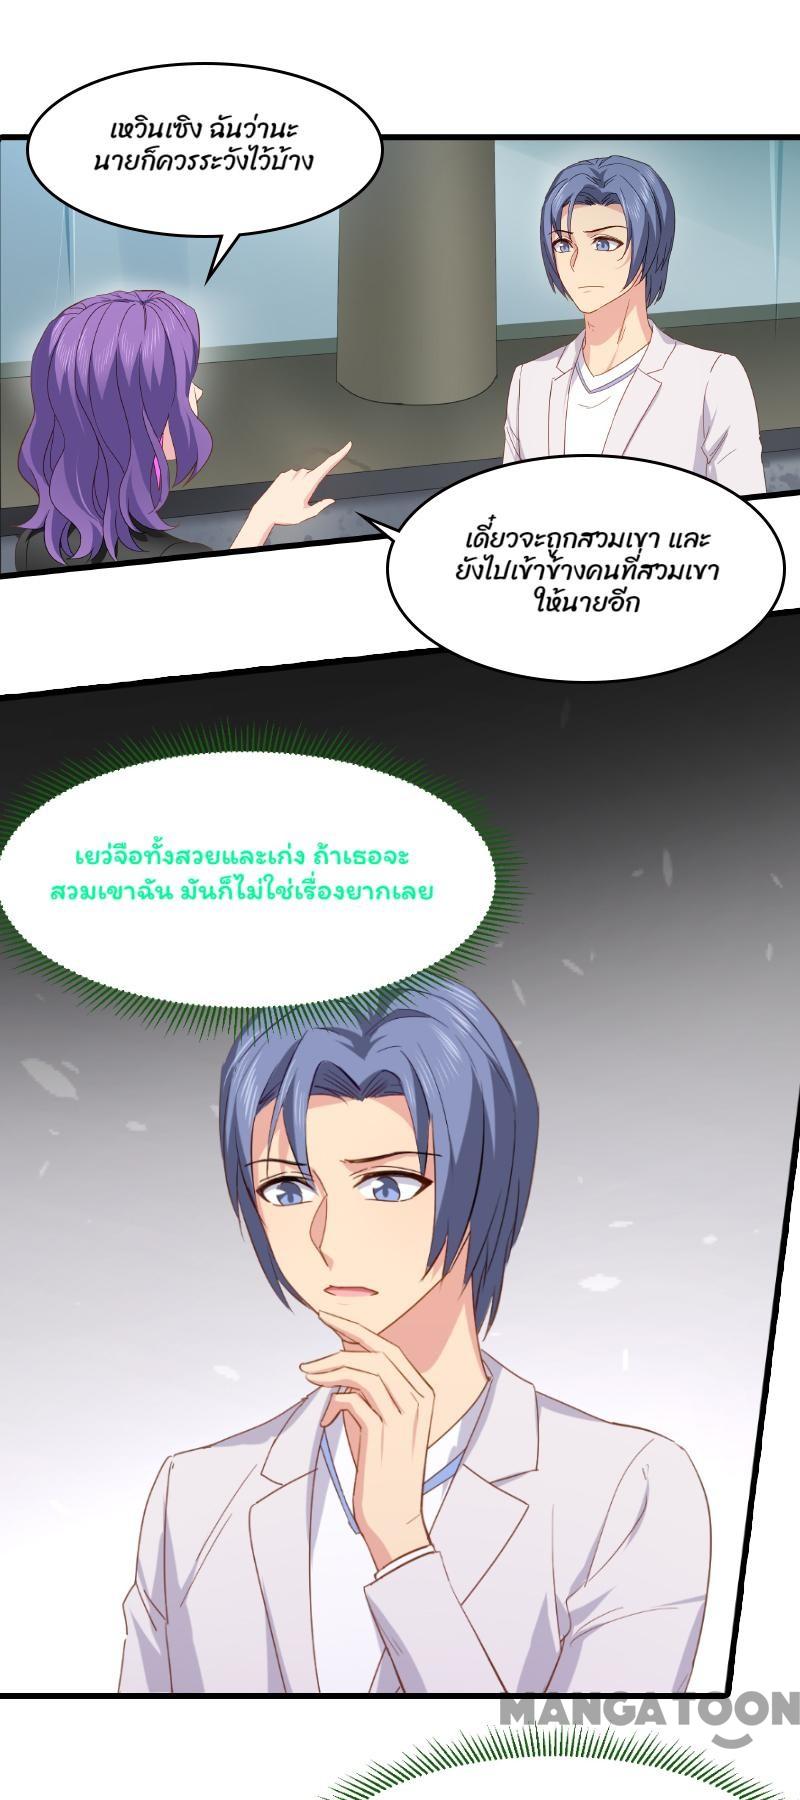 เหวินเซิง ฉันว่านะ
นายก็ควรระวังไว้บ้าง
เดี๋ยวจะถูกสวมเขา และ
ยังไปเข้าข้างคนที่สวมเขา
ให้นายอีก
เยว่จือทั้งสวยและเก่ง ถ้าเธอจะ
สวมเขาฉัน มันก็ไม่ใช่เรื่องยากเลย
MANGATOON